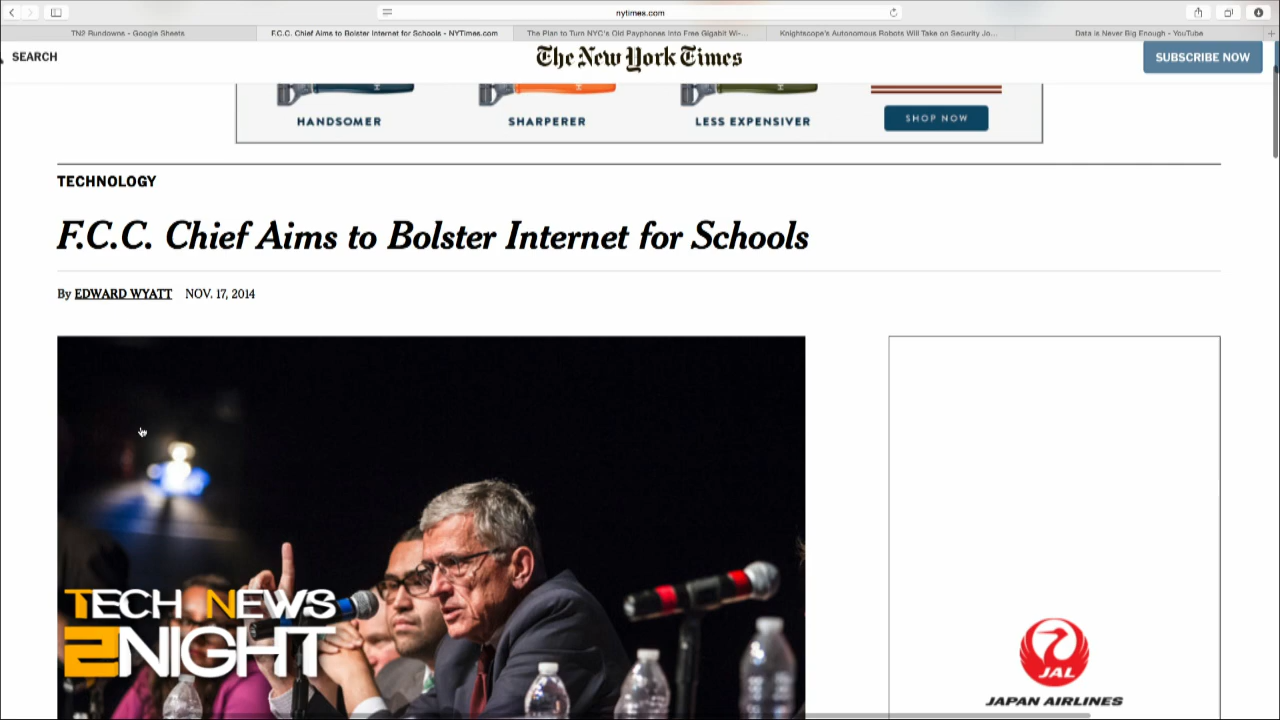 nytimes.com
TN2 Rundowns - Google Sheets
F.C.C. Chief Aims to Bolster Internet for Schools - NYTimes.com
The Plan to Turn NYC's Old Payphones Into Free Gigabit Wi-...
Knightscope's Autonomous Robots Will Take on Security Jo...
Data is Never Big Enough - YouTube
SEARCH
The New York Times
SUBSCRIBE NOW
HANDSOMER
SHARPERER
LESS EXPENSIVER
SHOP NOW
TECHNOLOGY
F.C.C. Chief Aims to Bolster Internet for Schools
By EDWARD WYATT NOV. 17, 2014
TECH NEWS
2NIGHT
JAL
JAPAN AIRLINES